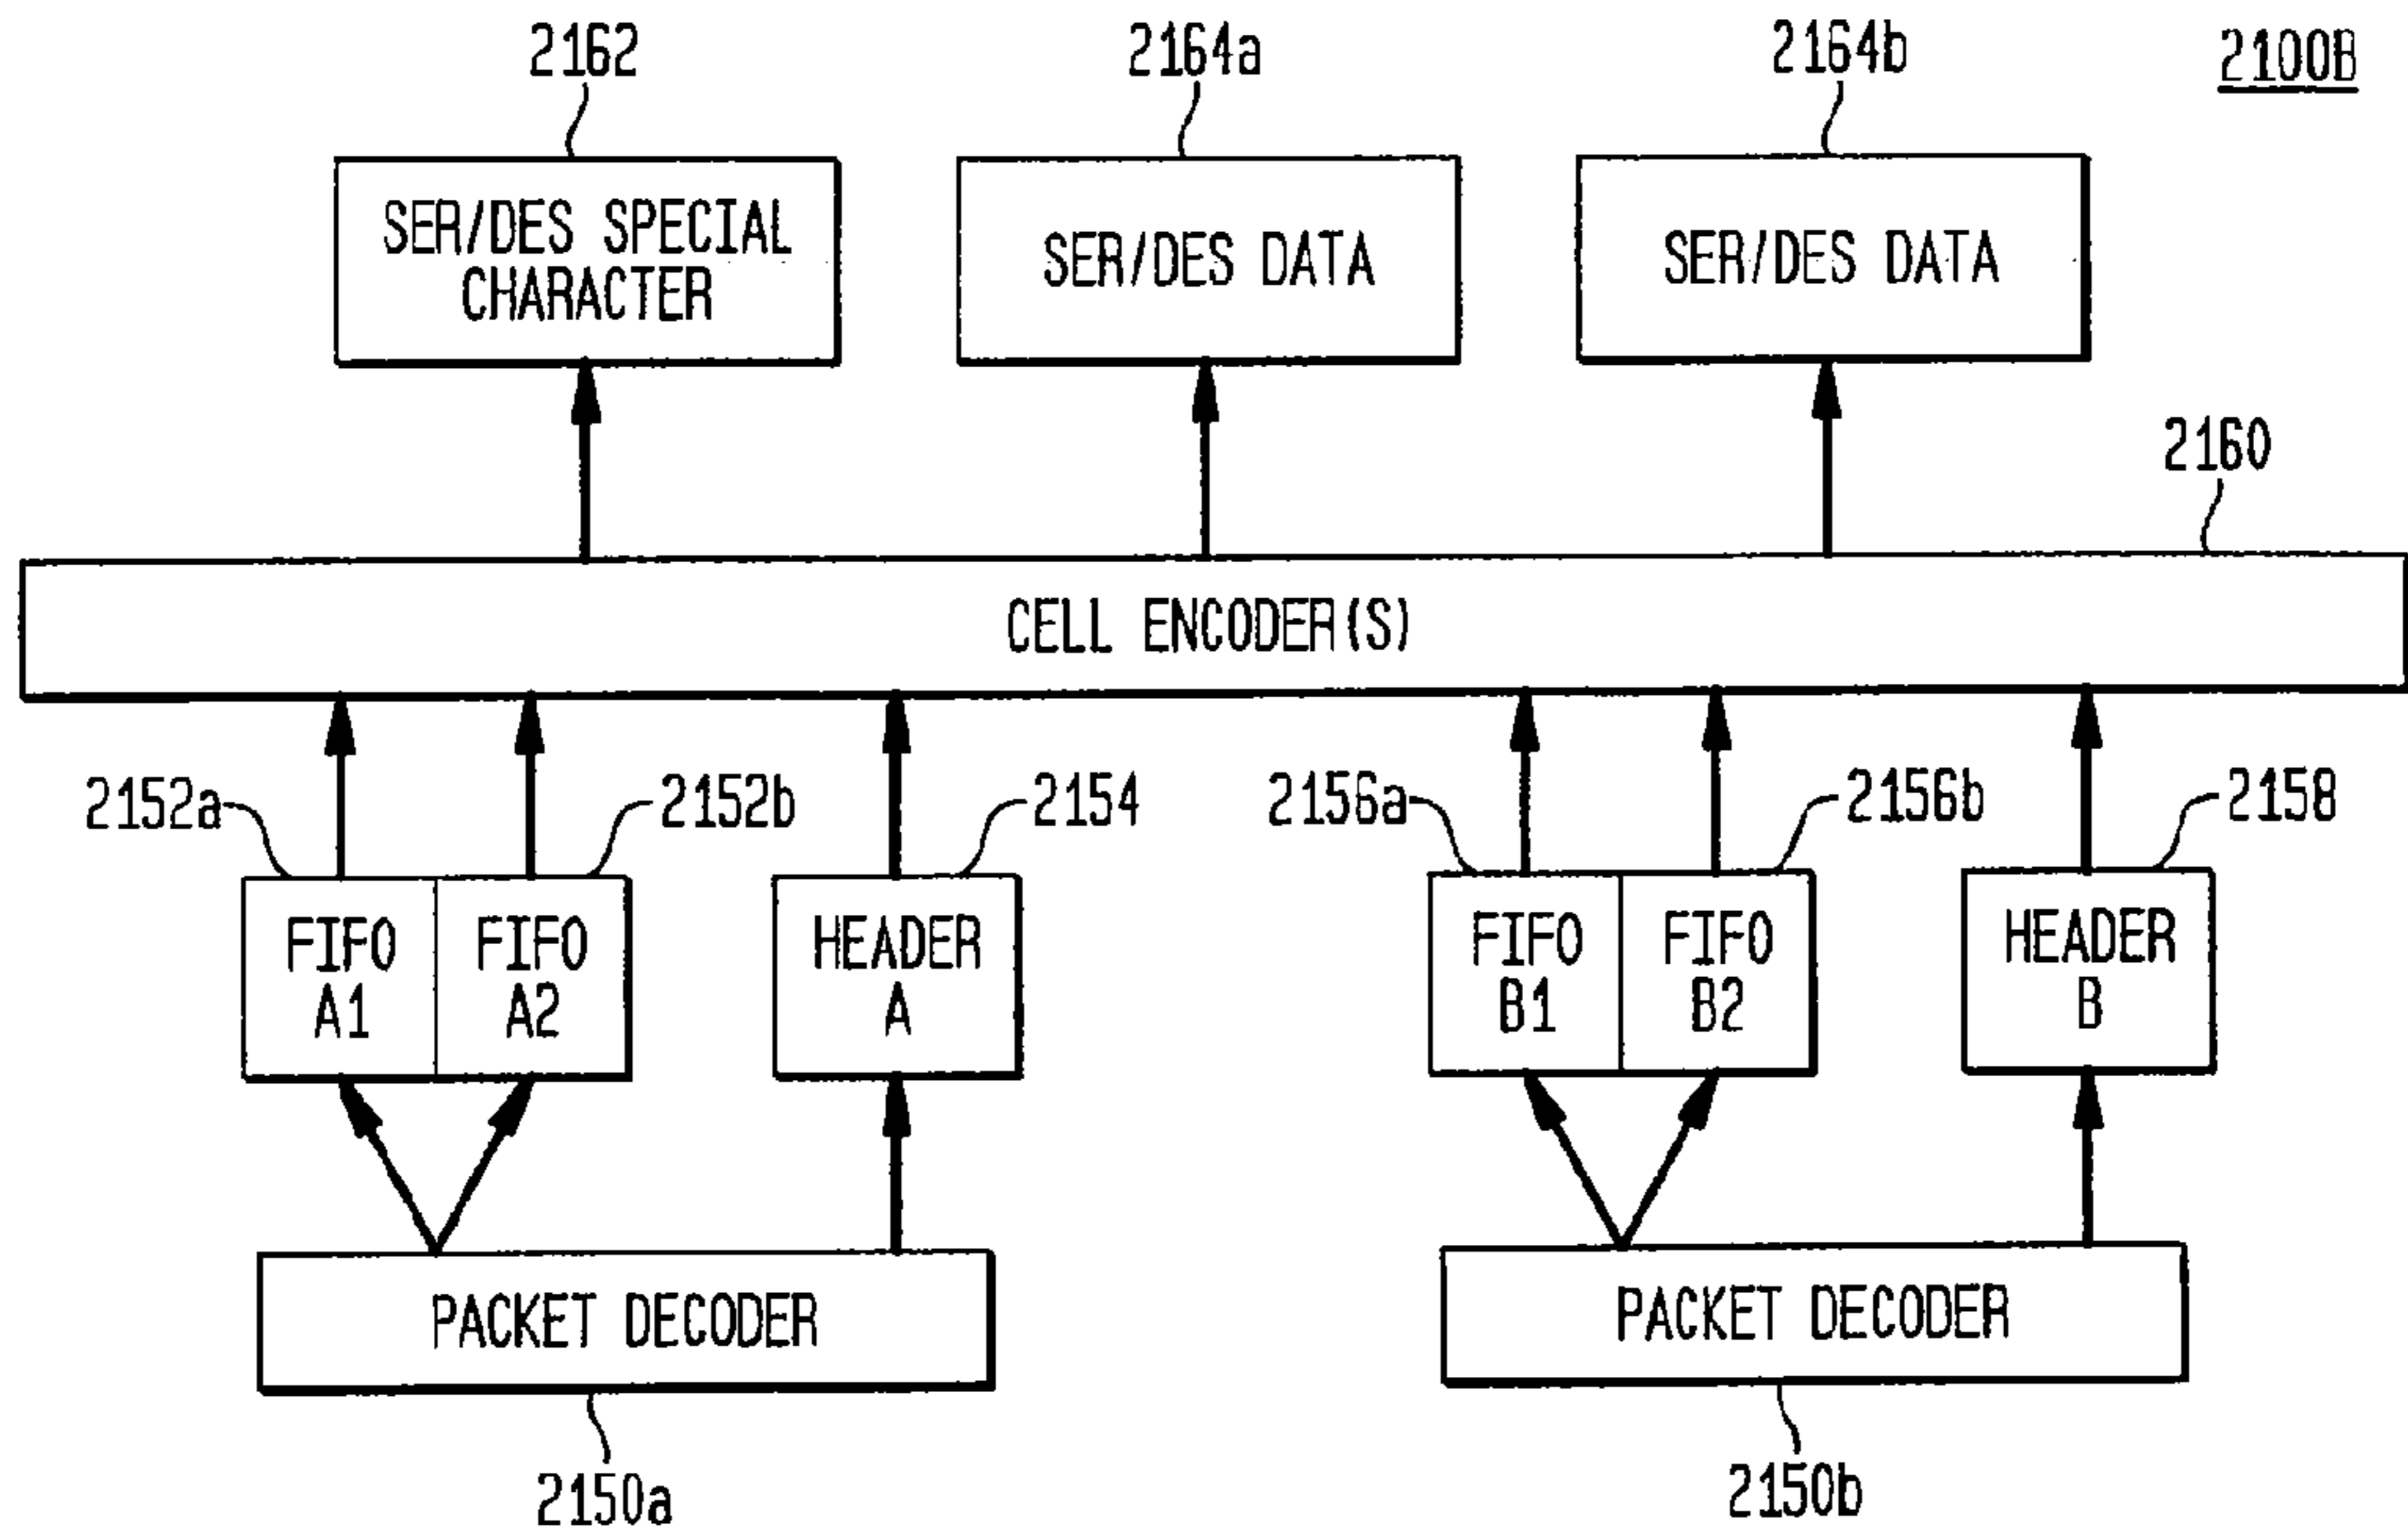 2162
2164a
2164b
2100B
SER/DES SPECIAL
CHARACTER
SER/DES DATA
SER/DES DATA
2160
CELL ENCODER(S)
2152a
2152b
2154
2156a
2156b
2158
FIFO
A1
FIFO
A2
HEADER
A
FIFO
B1
FIFO
B2
HEADER
B
PACKET DECODER
PACKET DECODER
2150a
2150b